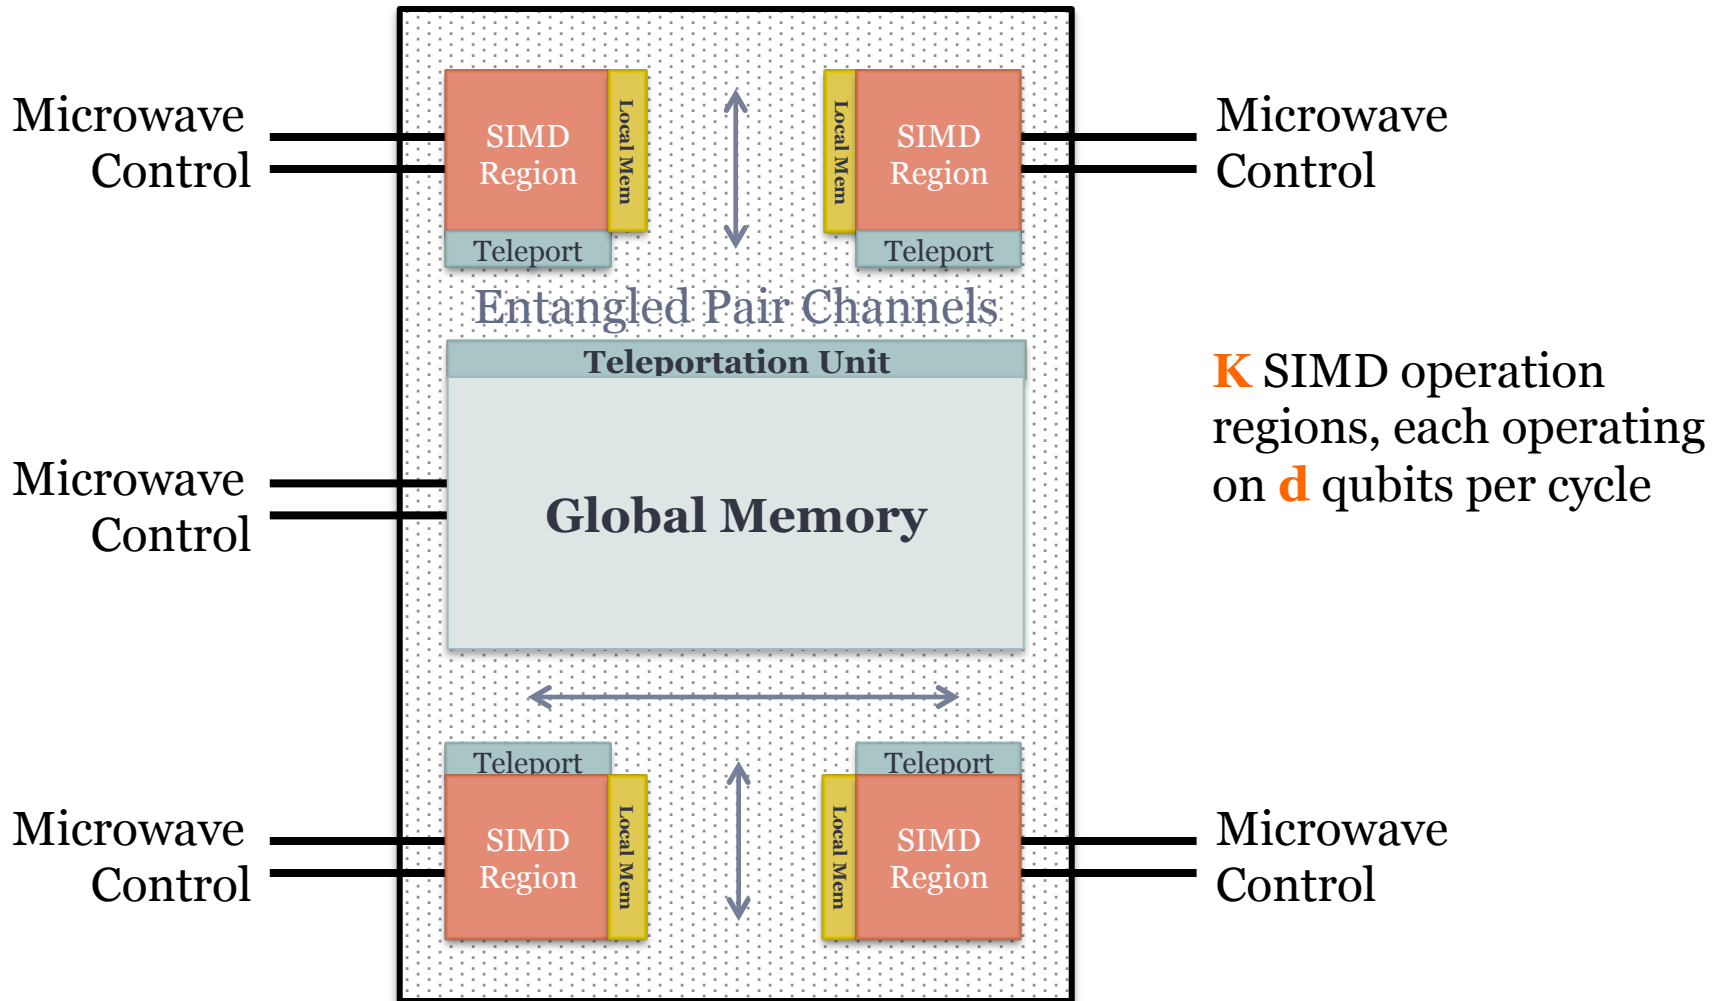 Microwave
Control
SIMD
Region
Local Mem
Teleport
Local Mem
SIMD
Region
Teleport
Microwave
Control
Entangled Pair Channels
Teleportation Unit
Global Memory
Microwave
Control
K SIMD operation
regions, each operating
on d qubits per cycle
Microwave
Control
Teleport
SIMD
Region
Local Mem
Teleport
Local Mem
SIMD
Region
Microwave
Control